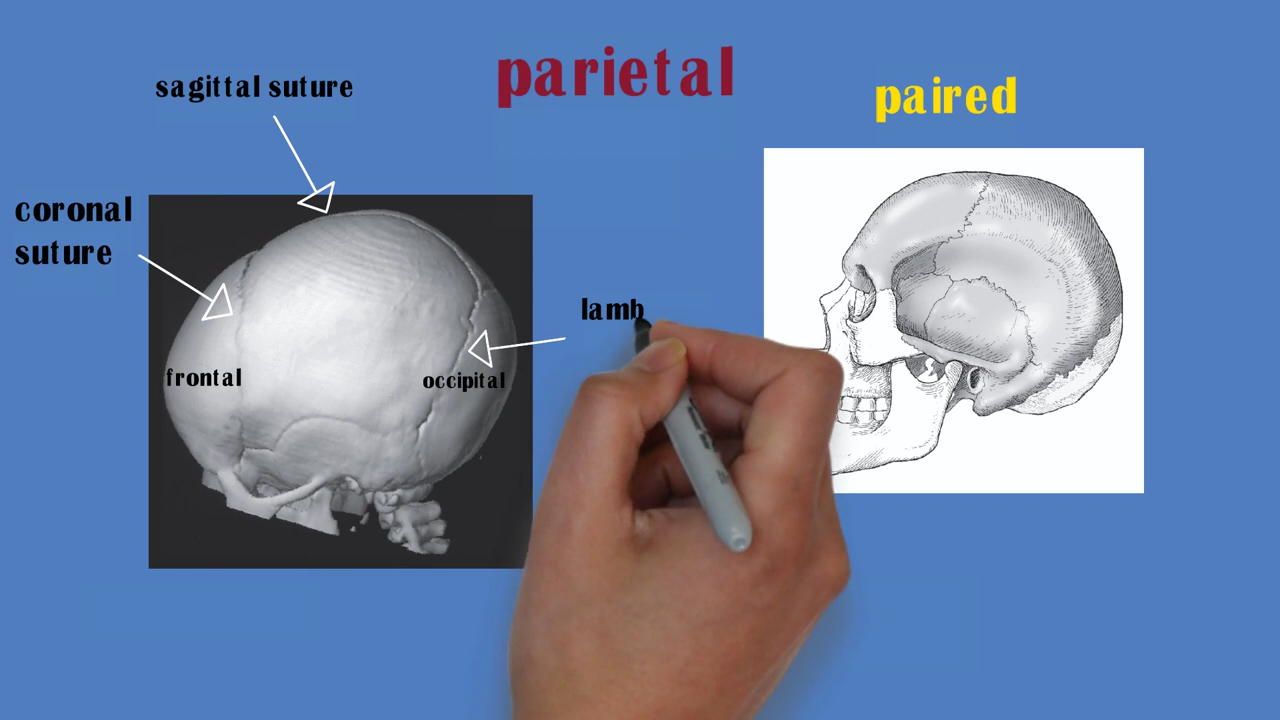 parietal
paired
sagittal suture
coronal
suture
lamb
frontal
occipital